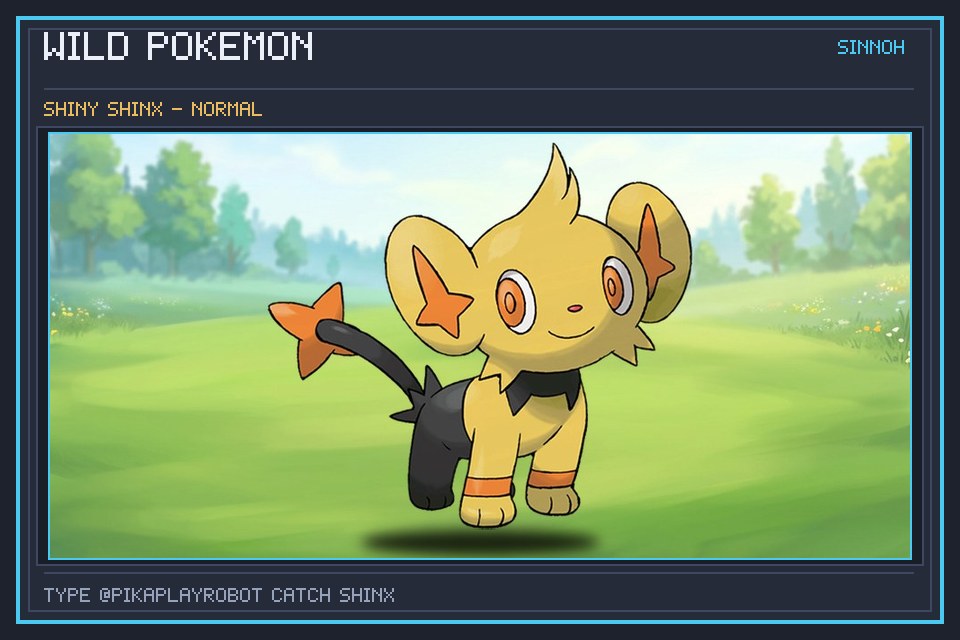 WILD POKEMON
SINNOH
SHINY SHINX - NORMAL
TYPE @PIKAPLAYROBOT CATCH SHINX